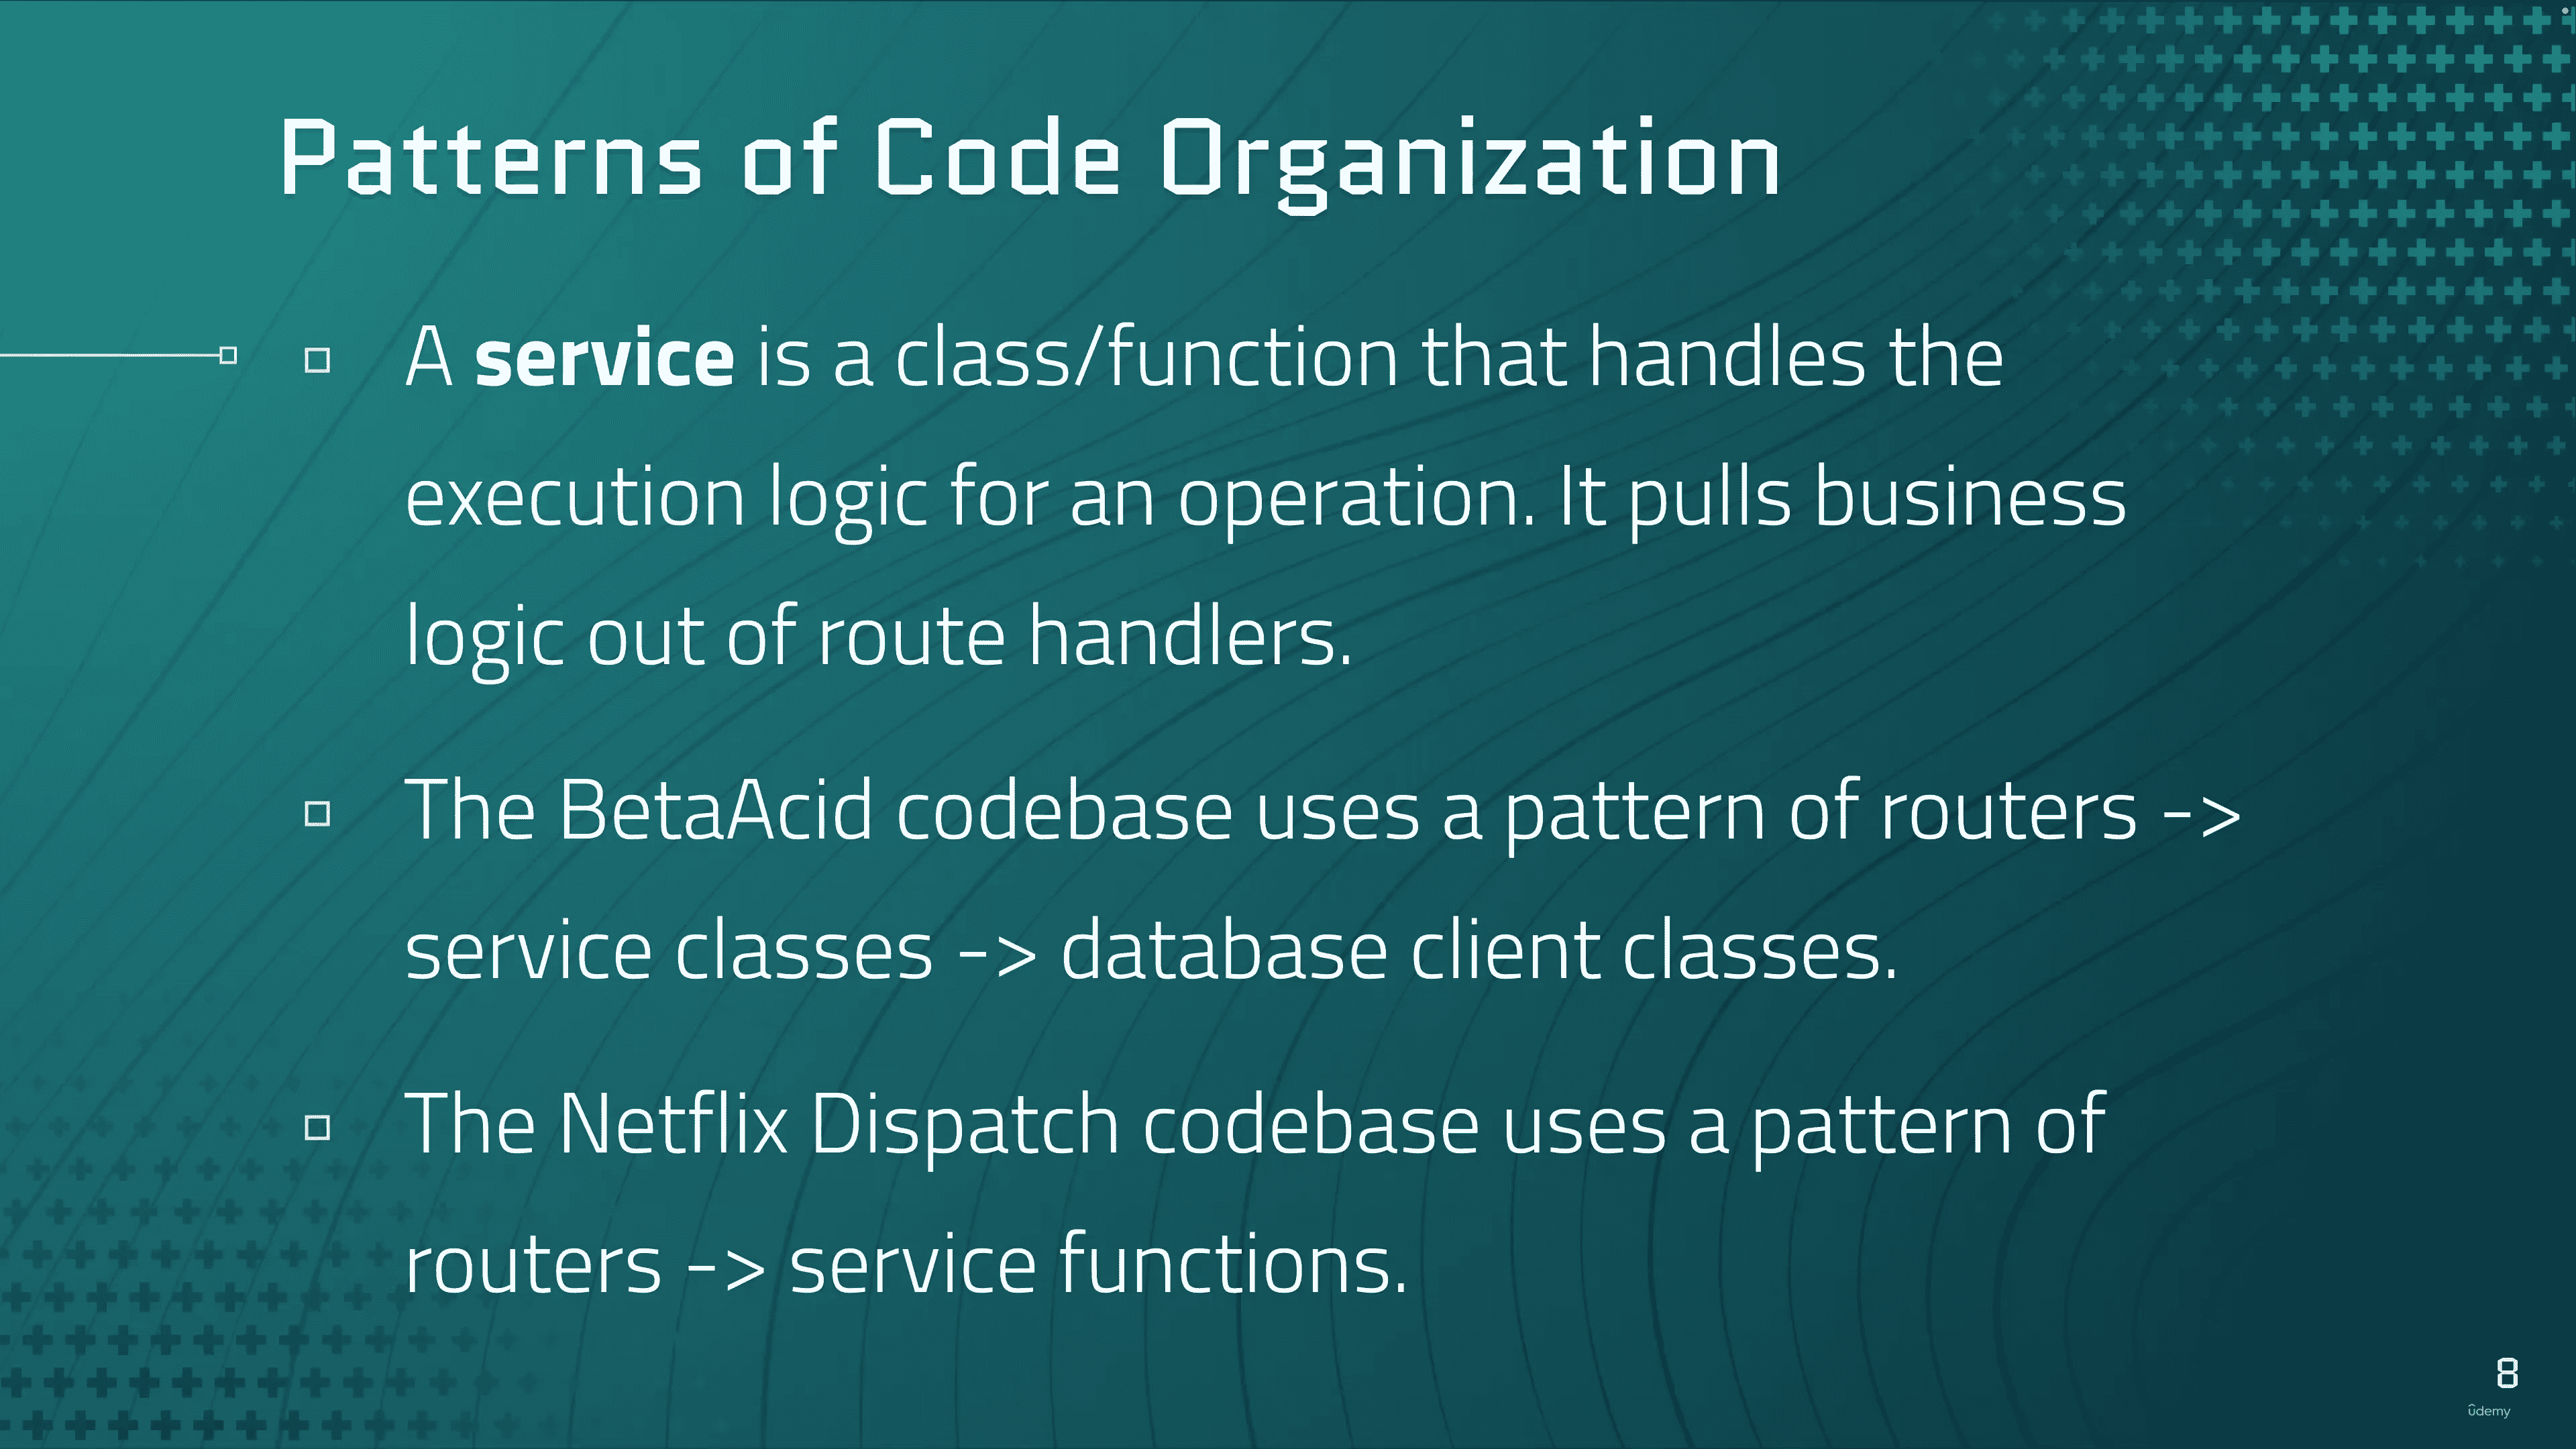 Patterns of Code Organization
A service is a class/function that handles the
execution logic for an operation. It pulls business
logic out of route handlers.
The BetaAcid codebase uses a pattern of routers ->
service classes -> database client classes.
The Netflix Dispatch codebase uses a pattern of
routers -> service functions.
8
ûdemy